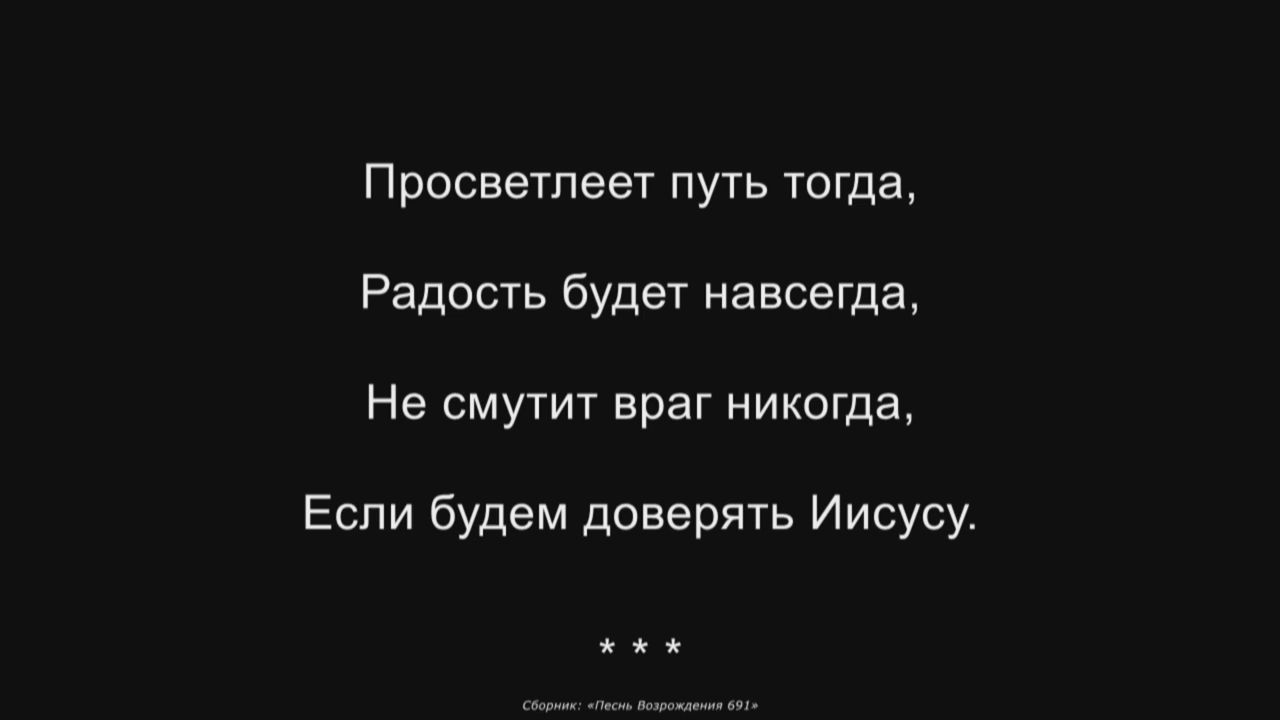 Просветлеет путь тогда,
Радость будет навсегда,
Не смутит враг никогда,
Если будем доверять Иисусу.
* * *
Сборник: «Песнь Возрождения 691»